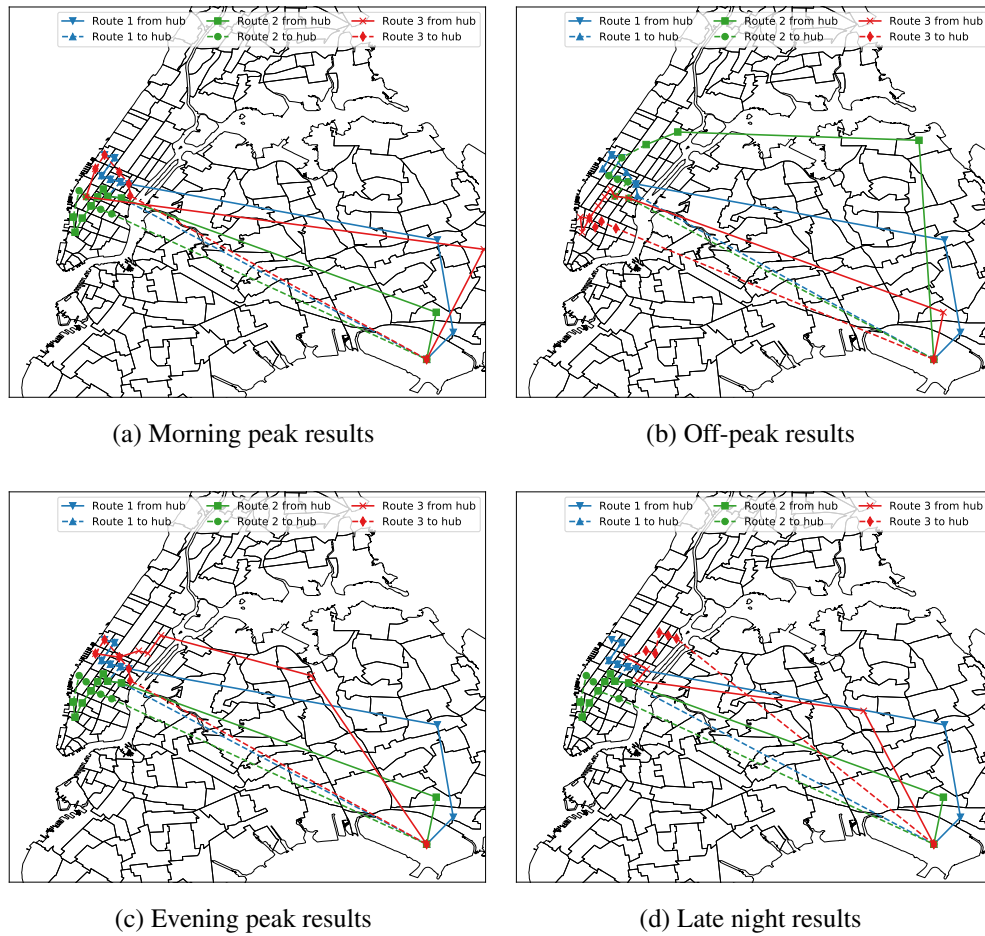 Route 1 from hub Route 2 from hub Route 3 from hub
Route 1 to hub Route 2 to hub Route 3 to hub
Route 1 from hub Route 2 from hub Route 3 from hub
Route 1 to hub Route 2 to hub Route 3 to hub
(a) Morning peak results
(b) Off-peak results
Route 1 from hub Route 2 from hub Route 3 from hub
Route 1 to hub Route 2 to hub Route 3 to hub
Route 1 from hub Route 2 from hub Route 3 from hub
Route 1 to hub Route 2 to hub Route 3 to hub
(c) Evening peak results
(d) Late night results